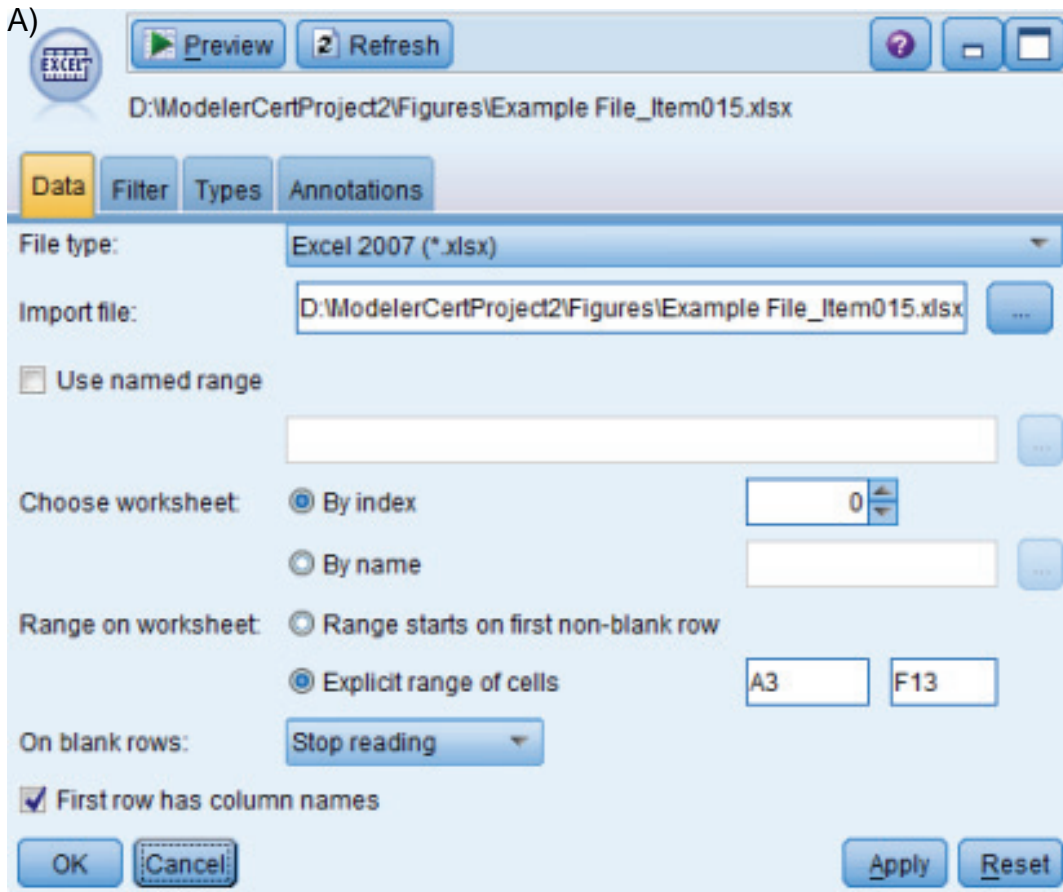 A)
EXCEL
Preview
2 Refresh
?
D:\ModelerCertProject2\Figures\Example File_Item015.xlsx
Data Filter Types Annotations
File type: Excel 2007 (*.xlsx)
Import file: D:\ModelerCertProject2\Figures\Example File_Item015.xlsx ...
Use named range
...
Choose worksheet: By index 0
By name ...
Range on worksheet: Range starts on first non-blank row
Explicit range of cells A3 F13
On blank rows: Stop reading
First row has column names
OK Cancel Apply Reset